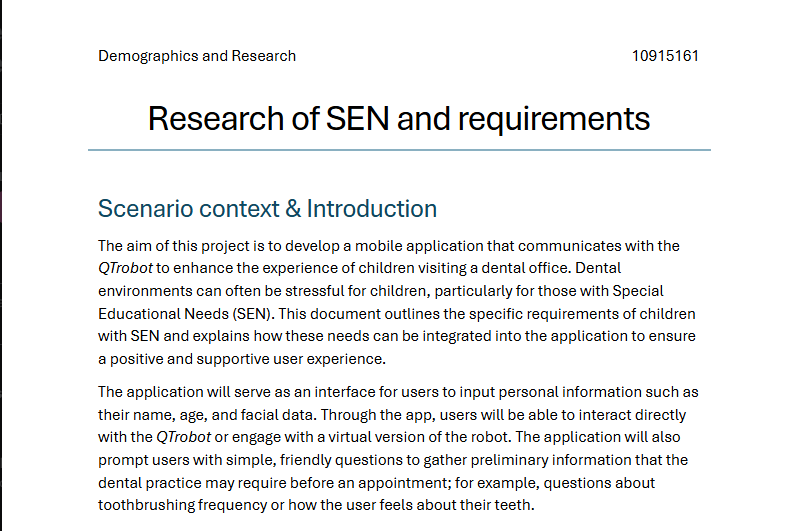 Demographics and Research 10915161
Research of SEN and requirements
Scenario context & Introduction
The aim of this project is to develop a mobile application that communicates with the
QTrobot to enhance the experience of children visiting a dental office. Dental
environments can often be stressful for children, particularly for those with Special
Educational Needs (SEN). This document outlines the specific requirements of children
with SEN and explains how these needs can be integrated into the application to ensure
a positive and supportive user experience.
The application will serve as an interface for users to input personal information such as
their name, age, and facial data. Through the app, users will be able to interact directly
with the QTrobot or engage with a virtual version of the robot. The application will also
prompt users with simple, friendly questions to gather preliminary information that the
dental practice may require before an appointment; for example, questions about
toothbrushing frequency or how the user feels about their teeth.